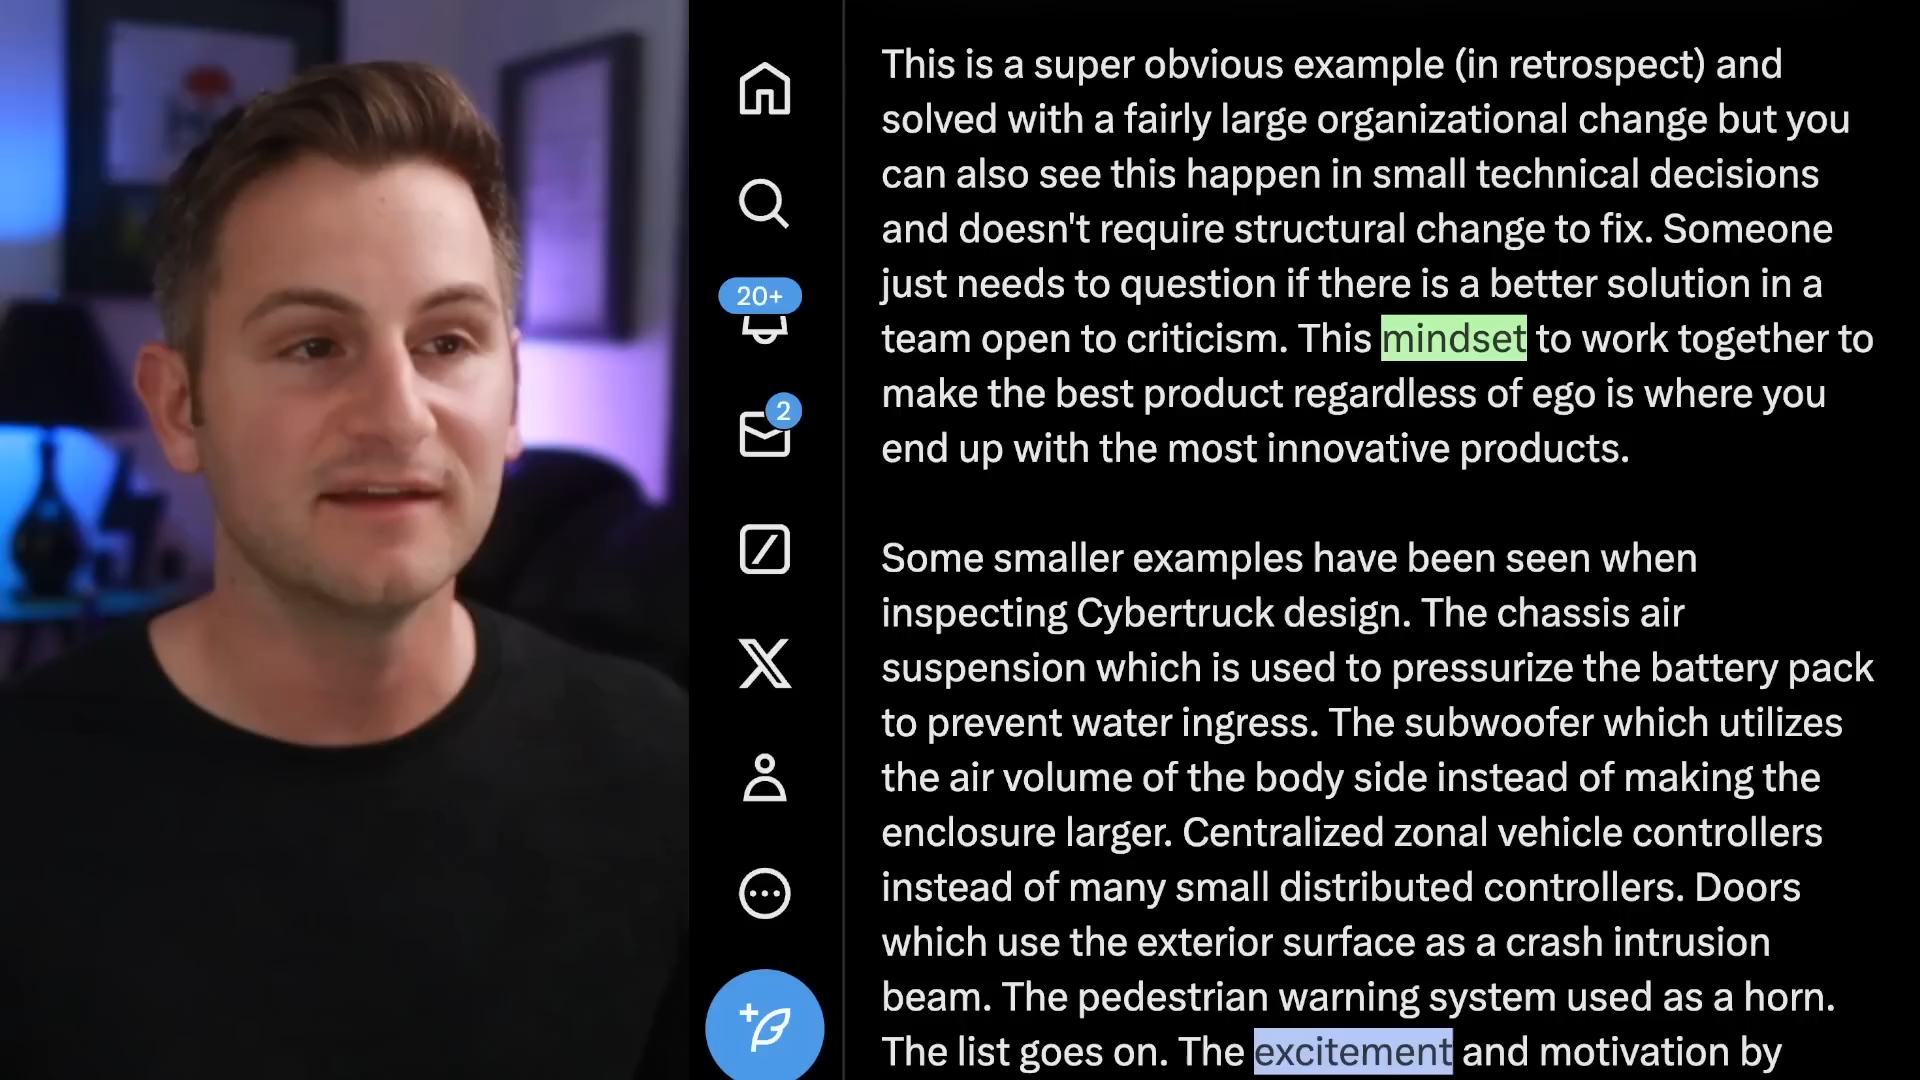 20+
2
This is a super obvious example (in retrospect) and
solved with a fairly large organizational change but you
can also see this happen in small technical decisions
and doesn't require structural change to fix. Someone
just needs to question if there is a better solution in a
team open to criticism. This mindset to work together to
make the best product regardless of ego is where you
end up with the most innovative products.
Some smaller examples have been seen when
inspecting Cybertruck design. The chassis air
suspension which is used to pressurize the battery pack
to prevent water ingress. The subwoofer which utilizes
the air volume of the body side instead of making the
enclosure larger. Centralized zonal vehicle controllers
instead of many small distributed controllers. Doors
which use the exterior surface as a crash intrusion
beam. The pedestrian warning system used as a horn.
The list goes on. The excitement and motivation by